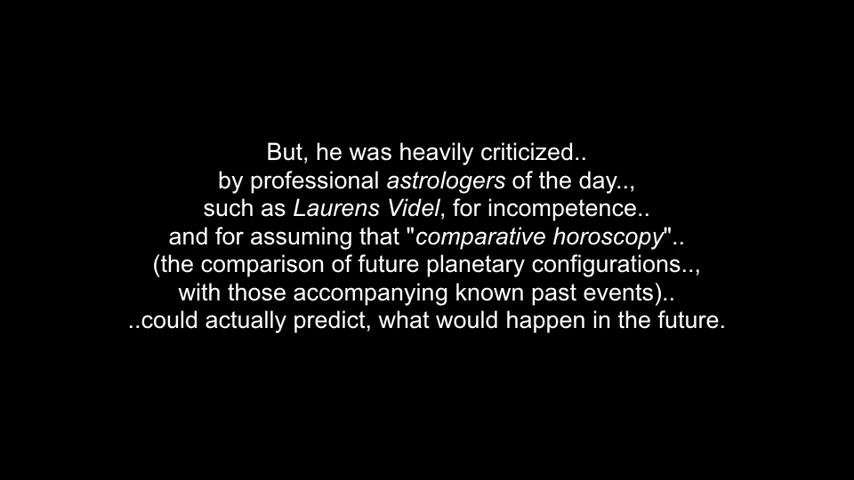 But, he was heavily criticized..
by professional astrologers of the day..,
such as Laurens Videl, for incompetence..
and for assuming that "comparative horoscopy"..
(the comparison of future planetary configurations..,
with those accompanying known past events)..
..could actually predict, what would happen in the future.